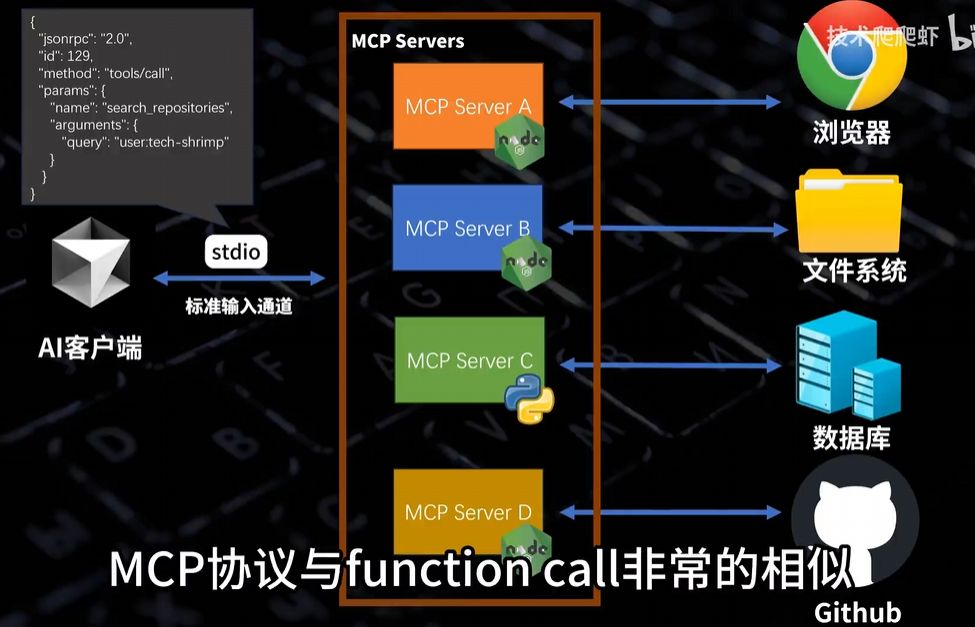 {
"jsonrpc": "2.0",
"id": 129,
"method": "tools/call",
"params": {
"name": "search_repositories",
"arguments": {
"query": "user:tech-shrimp"
}
}
}
AI客户端
stdio
标准输入通道
MCP Servers
MCP Server A
node
JS
MCP Server B
node
JS
MCP Server C
MCP Server D
node
技术爬爬虾
浏览器
文件系统
数据库
Github
MCP协议与function call非常的相似